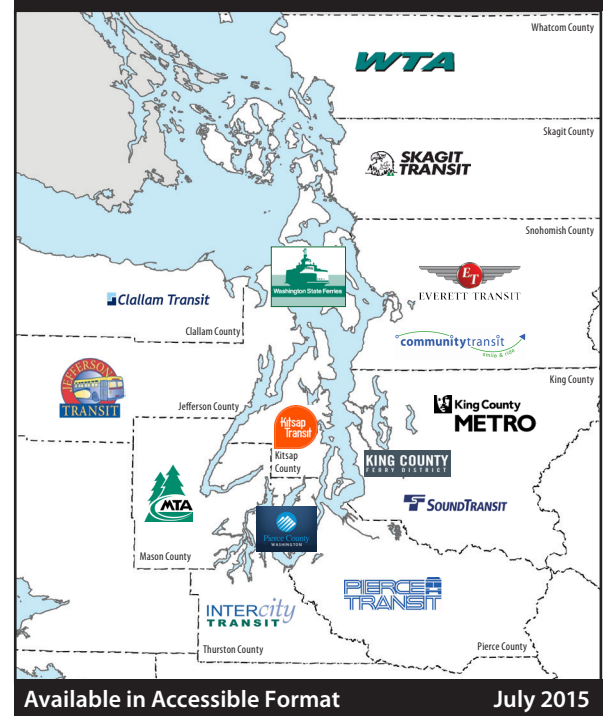 Whatcom County
WTA
Skagit County
SKAGIT
TRANSIT
Snohomish County
Washington State Ferries
ET
EVERETT TRANSIT
Clallam Transit
Clallam County
communitytransit
smile & ride
King County
JEFFERSON
TRANSIT
Jefferson County
Kitsap
Transit
King County
METRO
Kitsap
County
KING COUNTY
FERRY DISTRICT
MTA
SOUNDTRANSIT
Pierce County
WASHINGTON
Mason County
PIERCE
TRANSIT
INTERcity
TRANSIT
Thurston County
Pierce County
Available in Accessible Format
July 2015